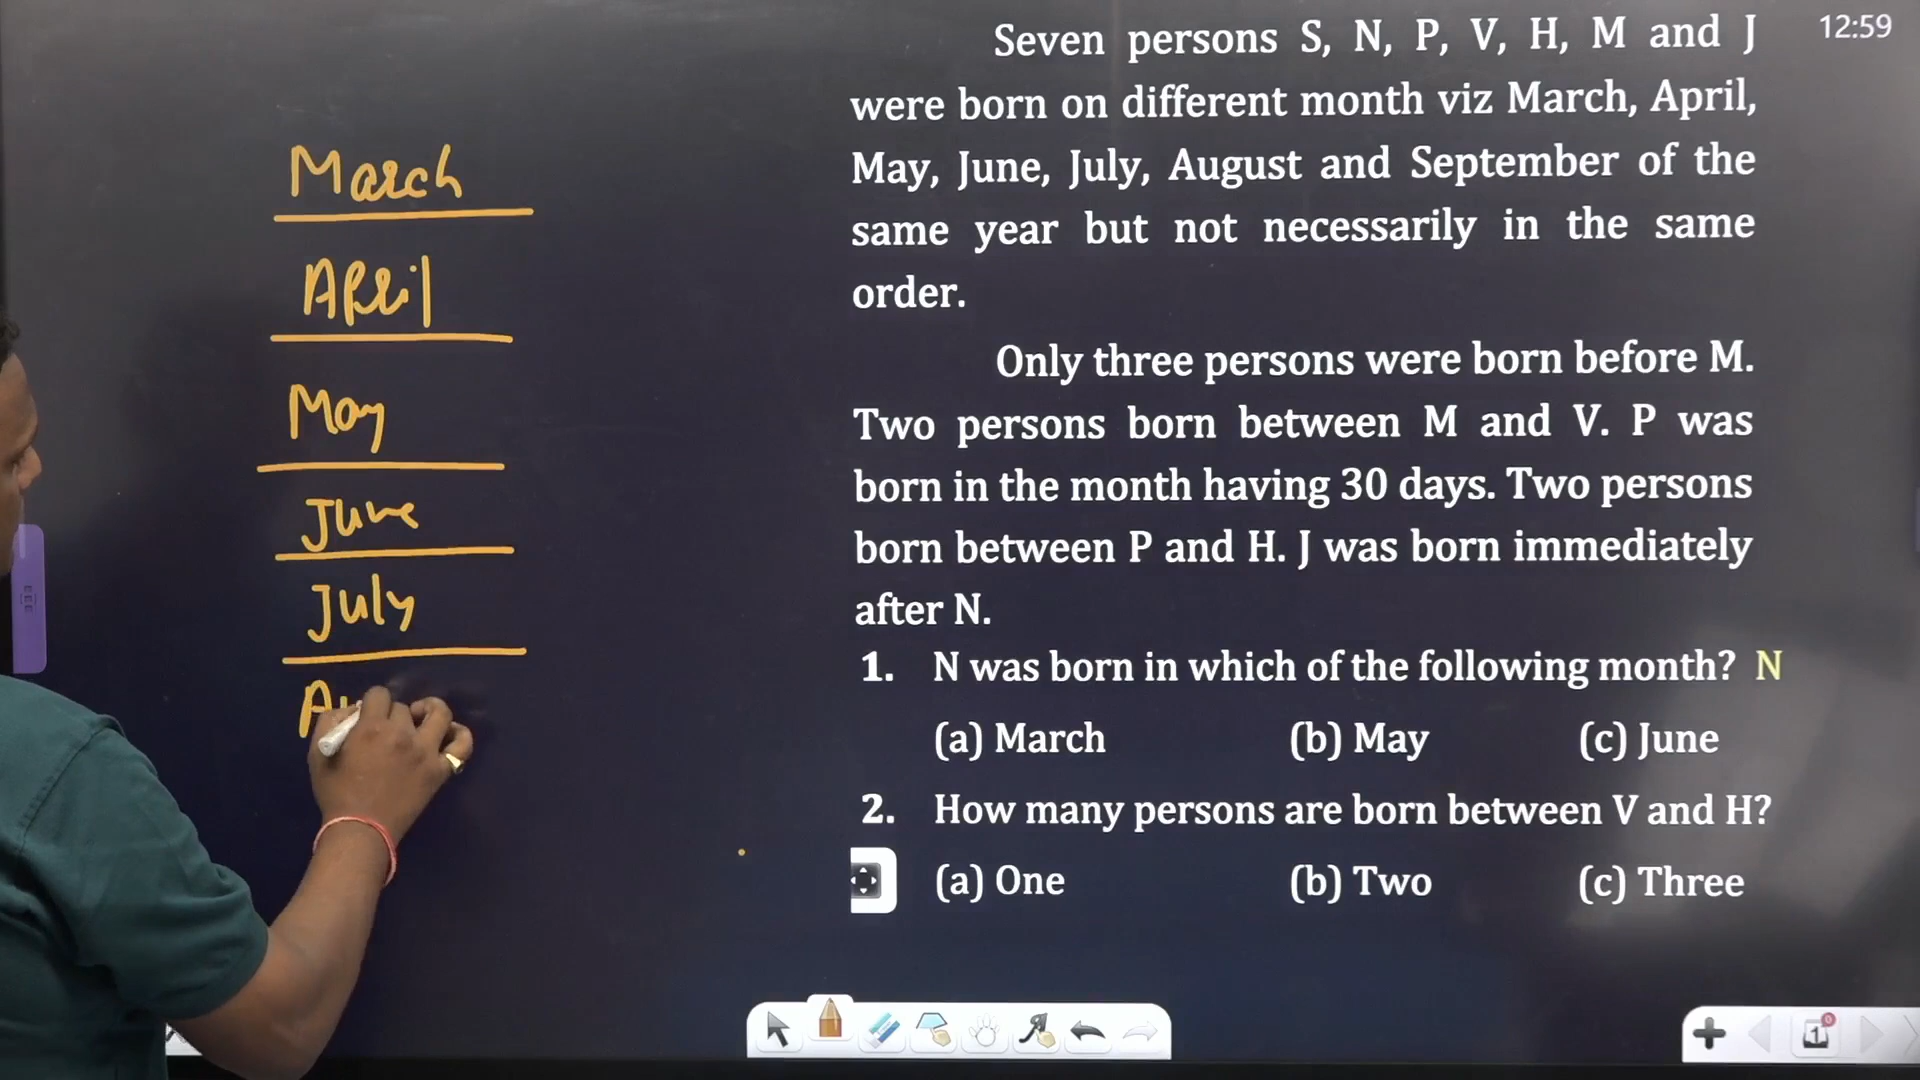 Seven persons S, N, P, V, H, M and J
12:59
were born on different month viz March, April,
May, June, July, August and September of the
same year but not necessarily in the same
order.
Only three persons were born before M.
Two persons born between M and V. P was
born in the month having 30 days. Two persons
born between P and H. J was born immediately
after N.
1. N was born in which of the following month? N
(a) March (b) May (c) June
2. How many persons are born between V and H?
(a) One (b) Two (c) Three
March
April
May
June
July
1
0